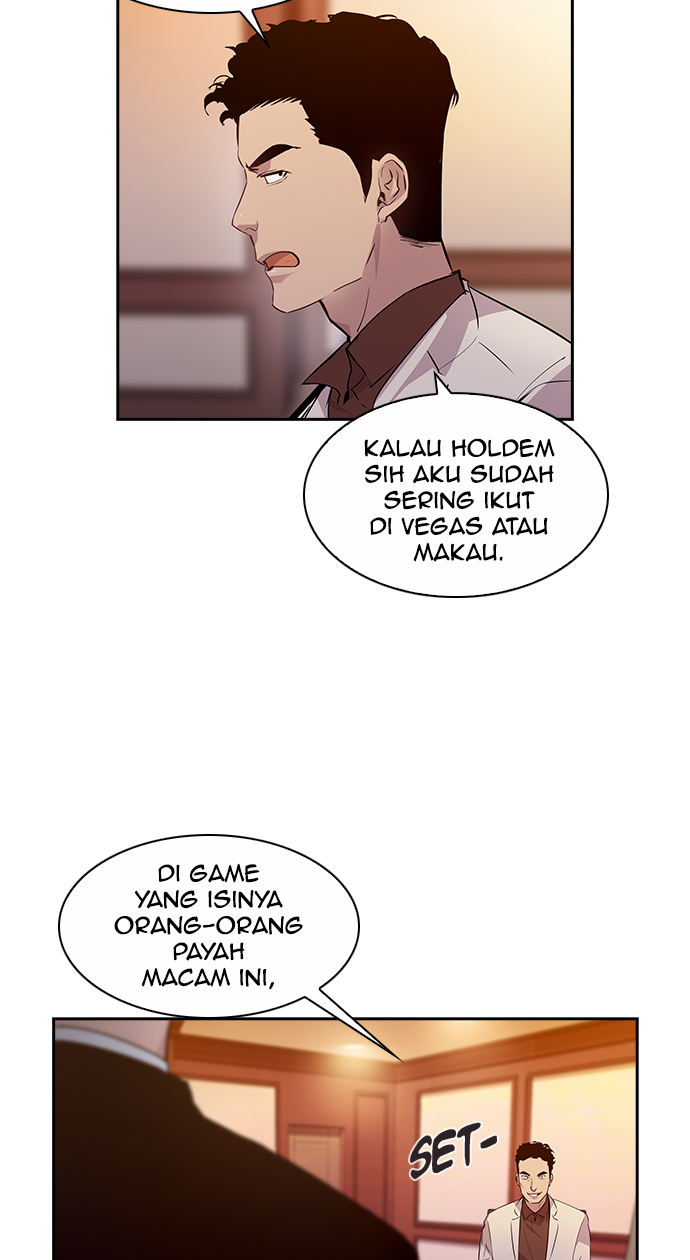 KALAU HOLDEM
SIH AKU SUDAH
SERING IKUT
DI VEGAS ATAU
MAKAU.
DI GAME
YANG ISINYA
ORANG-ORANG
PAYAH
MACAM INI,
SET-